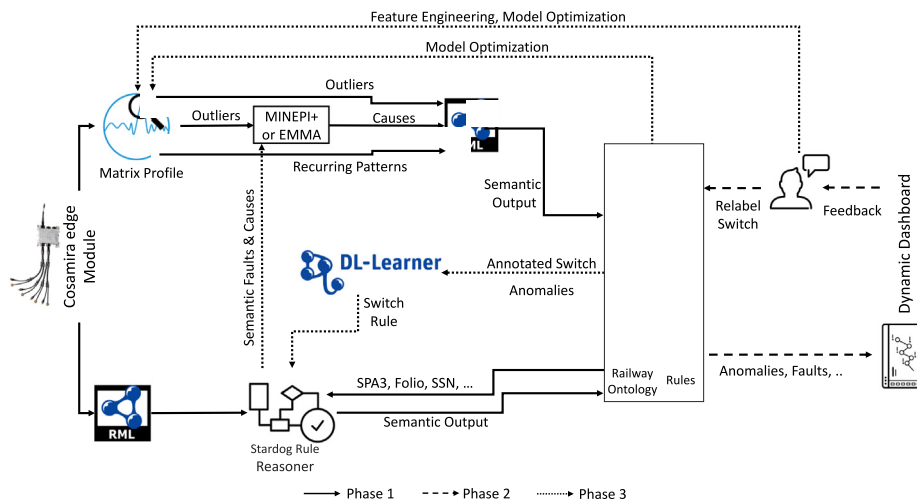 Feature Engineering, Model Optimization
Model Optimization
Outliers
Outliers
MINEPI+
or EMMA
Causes
ML
Matrix Profile
Recurring Patterns
Semantic
Output
Relabel
Switch
Feedback
Dynamic Dashboard
Cosamira edge
Module
Semantic Faults & Causes
DL-Learner
Annotated Switch
Anomalies
Switch
Rule
SPA3, Folio, SSN, ...
Railway
Ontology
Rules
Anomalies, Faults, ..
RML
Semantic Output
Stardog Rule
Reasoner
Phase 1
Phase 2
Phase 3